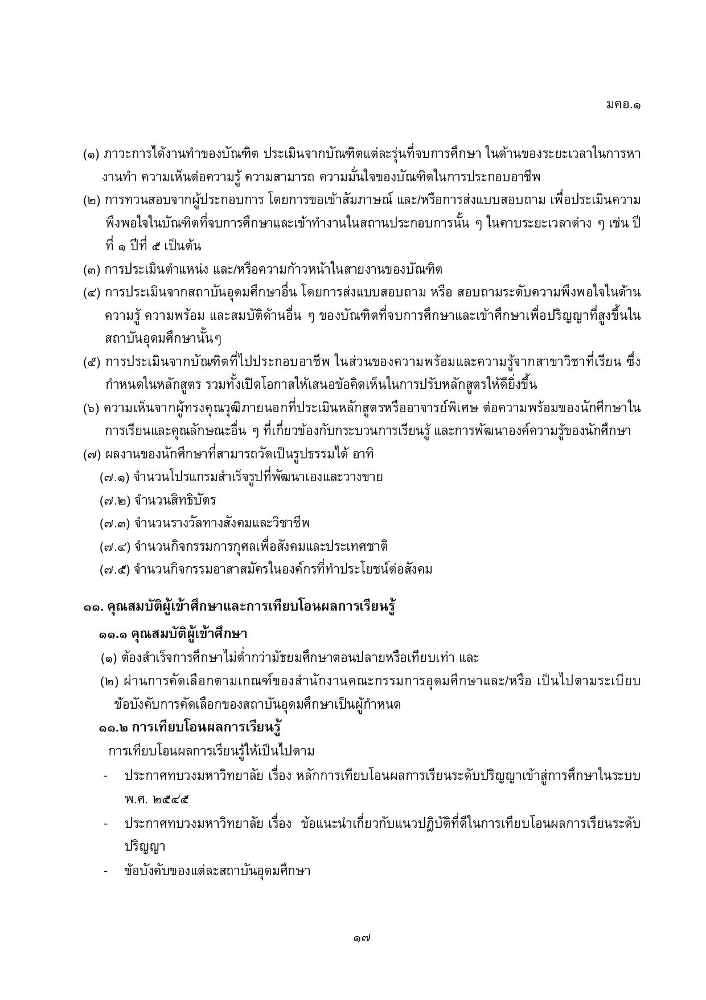 มคอ.๑
(๑) ภาวะการได้งานทำของบัณฑิต ประเมินจากบัณฑิตแต่ละรุ่นที่จบการศึกษา ในด้านของระยะเวลาในการหา
งานทำ ความเห็นต่อความรู้ ความสามารถ ความมั่นใจของบัณฑิตในการประกอบอาชีพ
(๒) การทวนสอบจากผู้ประกอบการ โดยการขอเข้าสัมภาษณ์ และ/หรือการส่งแบบสอบถาม เพื่อประเมินความ
พึงพอใจในบัณฑิตที่จบการศึกษาและเข้าทำงานในสถานประกอบการนั้น ๆ ในคาบระยะเวลาต่าง ๆ เช่น ปี
ที่ ๑ ปีที่ ๕ เป็นต้น
(๓) การประเมินตำแหน่ง และ/หรือความก้าวหน้าในสายงานของบัณฑิต
(๔) การประเมินจากสถาบันอุดมศึกษาอื่น โดยการส่งแบบสอบถาม หรือ สอบถามระดับความพึงพอใจในด้าน
ความรู้ ความพร้อม และสมบัติด้านอื่น ๆ ของบัณฑิตที่จบการศึกษาและเข้าศึกษาเพื่อปริญญาที่สูงขึ้นใน
สถาบันอุดมศึกษานั้นๆ
(๕) การประเมินจากบัณฑิตที่ไปประกอบอาชีพ ในส่วนของความพร้อมและความรู้จากสาขาวิชาที่เรียน ซึ่ง
กำหนดในหลักสูตร รวมทั้งเปิดโอกาสให้เสนอข้อคิดเห็นในการปรับหลักสูตรให้ดียิ่งขึ้น
(๖) ความเห็นจากผู้ทรงคุณวุฒิภายนอกที่ประเมินหลักสูตรหรืออาจารย์พิเศษ ต่อความพร้อมของนักศึกษาใน
การเรียนและคุณลักษณะอื่น ๆ ที่เกี่ยวข้องกับกระบวนการเรียนรู้ และการพัฒนาองค์ความรู้ของนักศึกษา
(๗) ผลงานของนักศึกษาที่สามารถวัดเป็นรูปธรรมได้ อาทิ
(๗.๑) จำนวนโปรแกรมสำเร็จรูปที่พัฒนาเองและวางขาย
(๗.๒) จำนวนสิทธิบัตร
(๗.๓) จำนวนรางวัลทางสังคมและวิชาชีพ
(๗.๔) จำนวนกิจกรรมการกุศลเพื่อสังคมและประเทศชาติ
(๗.๕) จำนวนกิจกรรมอาสาสมัครในองค์กรที่ทำประโยชน์ต่อสังคม
๑๑. คุณสมบัติผู้เข้าศึกษาและการเทียบโอนผลการเรียนรู้
๑๑.๑ คุณสมบัติผู้เข้าศึกษา
(๑) ต้องสำเร็จการศึกษาไม่ต่ำกว่ามัธยมศึกษาตอนปลายหรือเทียบเท่า และ
(๒) ผ่านการคัดเลือกตามเกณฑ์ของสำนักงานคณะกรรมการอุดมศึกษาและ/หรือ เป็นไปตามระเบียบ
ข้อบังคับการคัดเลือกของสถาบันอุดมศึกษาเป็นผู้กำหนด
๑๑.๒ การเทียบโอนผลการเรียนรู้
การเทียบโอนผลการเรียนรู้ให้เป็นไปตาม
- ประกาศทบวงมหาวิทยาลัย เรื่อง หลักการเทียบโอนผลการเรียนระดับปริญญาเข้าสู่การศึกษาในระบบ
พ.ศ. ๒๕๔๕
- ประกาศทบวงมหาวิทยาลัย เรื่อง ข้อแนะนำเกี่ยวกับแนวปฎิบัติที่ดีในการเทียบโอนผลการเรียนระดับ
ปริญญา
- ข้อบังคับของแต่ละสถาบันอุดมศึกษา
๑๗